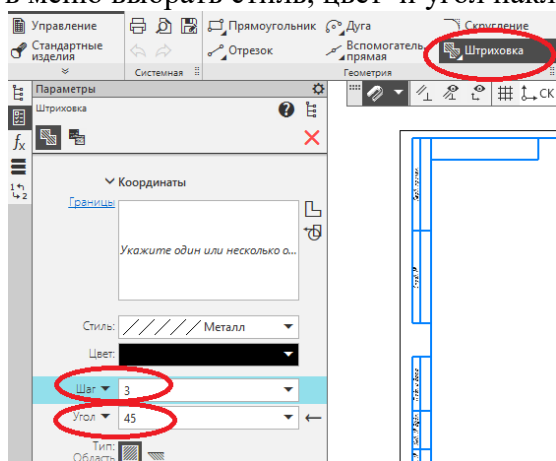 в меню выбрать стиль, цвет и угол накл
Управление
Прямоугольник
Дуга
Скругление
Стандартные
изделия
Отрезок
Вспомогатель
прямая
Штриховка
Системная
Геометрия
Параметры
СК
Штриховка
Координаты
Границы
Укажите один или несколько о...
Стиль: Металл
Цвет:
Шаг 3
Угол 45
Тип:
Область